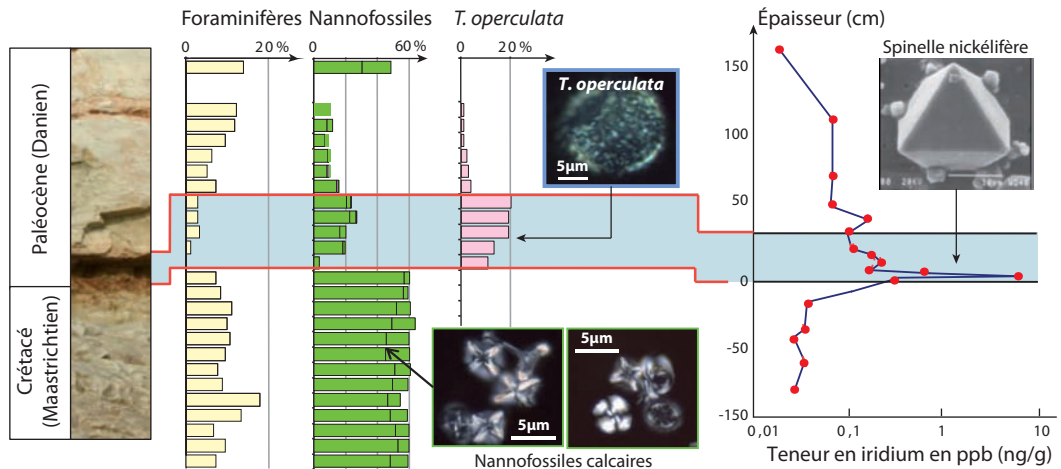 Foraminifères
Nannofossiles
T. operculata
Épaisseur (cm)
0
20 %
0
60 %
0
20 %
Paléocène (Danien)
Crétacé
(Maastrichtien)
T. operculata
5µm
5µm
5µm
Nannofossiles calcaires
Spinelle nickélifère
150
100
50
0
-50
-150
0,01
0,1
1
10
Teneur en iridium en ppb (ng/g)